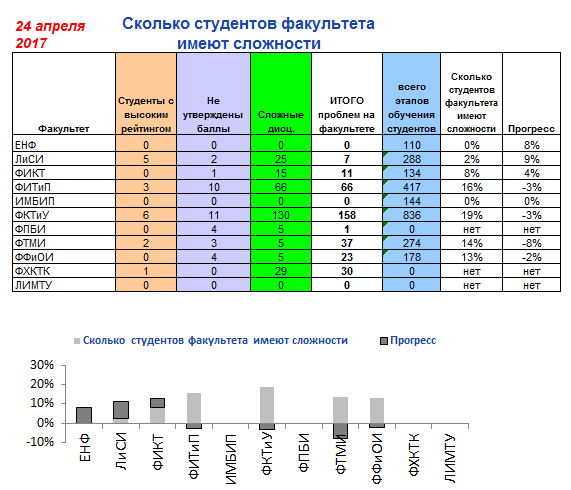 24 апреля 2017
Сколько студентов факультета имеют сложности
Факультет Студенты с высоким рейтингом Не утверждены баллы Сложные дисц. ИТОГО проблем на факультете всего этапов обучения студентов Сколько студентов факультета имеют сложности Прогресс
ЕНФ 0 0 0 0 110 0% 8%
ЛиСИ 5 2 25 7 288 2% 9%
ФИКТ 0 1 15 11 134 8% 4%
ФИТиП 3 10 66 66 417 16% -3%
ИМБИП 0 0 0 0 144 0% 0%
ФКТиУ 6 11 130 158 836 19% -3%
ФПБИ 0 4 5 1 0 нет нет
ФТМИ 2 3 5 37 274 14% -8%
ФФиОИ 0 4 5 23 178 13% -2%
ФХКТК 1 0 29 30 0 нет нет
ЛИМТУ 0 0 0 0 0 нет нет
Сколько студентов факультета имеют сложности Прогресс
30%
20%
10%
0%
-10%
ЕНФ ЛиСИ ФИКТ ФИТиП ИМБИП ФКТиУ ФПБИ ФТМИ ФФиОИ ФХКТК ЛИМТУ